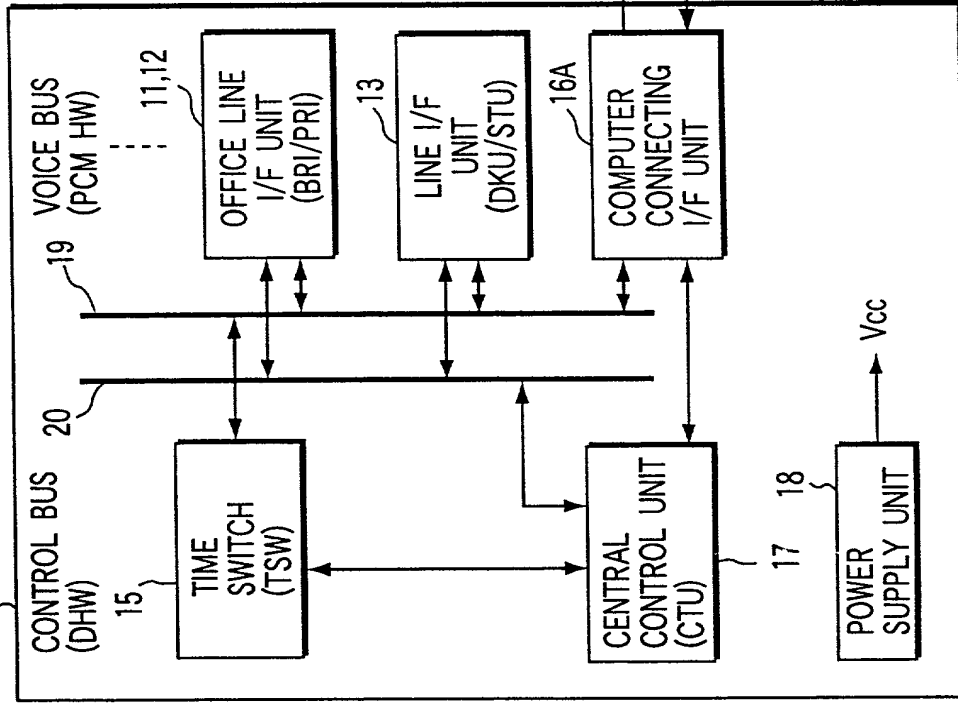 CONTROL BUS
(DHW)
VOICE BUS
(PCM HW)
20
19
11,12
15
TIME
SWITCH
(TSW)
OFFICE LINE
I/F UNIT
(BRI/PRI)
13
LINE I/F
UNIT
(DKU/STU)
16A
CENTRAL
CONTROL UNIT
(CTU)
17
COMPUTER
CONNECTING
I/F UNIT
18
POWER
SUPPLY UNIT
Vcc